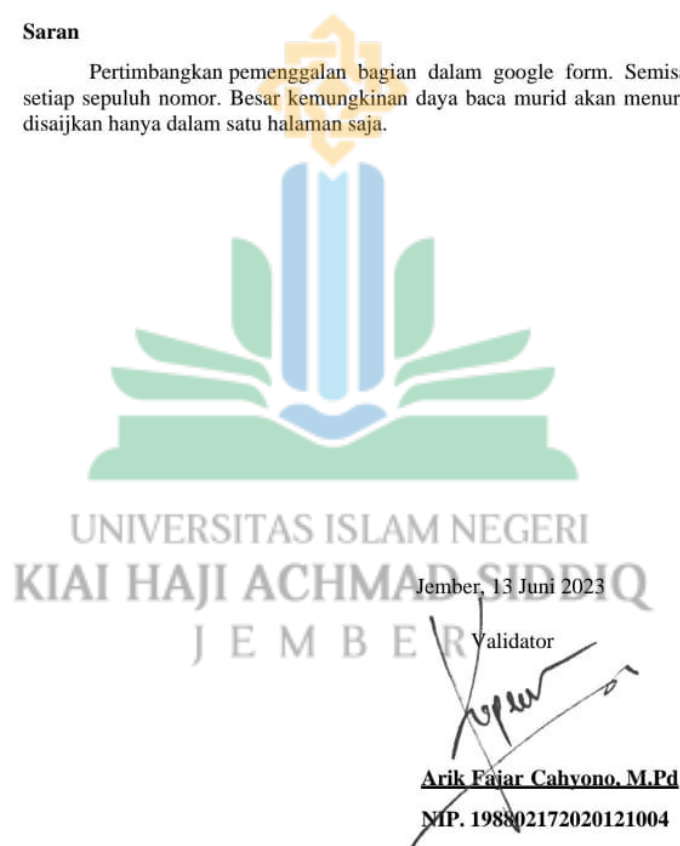 Saran
Pertimbangkan pemenggalan bagian dalam google form. Semis
setiap sepuluh nomor. Besar kemungkinan daya baca murid akan menur
disaijkan hanya dalam satu halaman saja.
UNIVERSITAS ISLAM NEGERI
KIAI HAJI ACHMAD SIDDIQ
JEMBER
Jember, 13 Juni 2023
Validator
Arik Fajar Cahyono, M.Pd
NIP. 198802172020121004